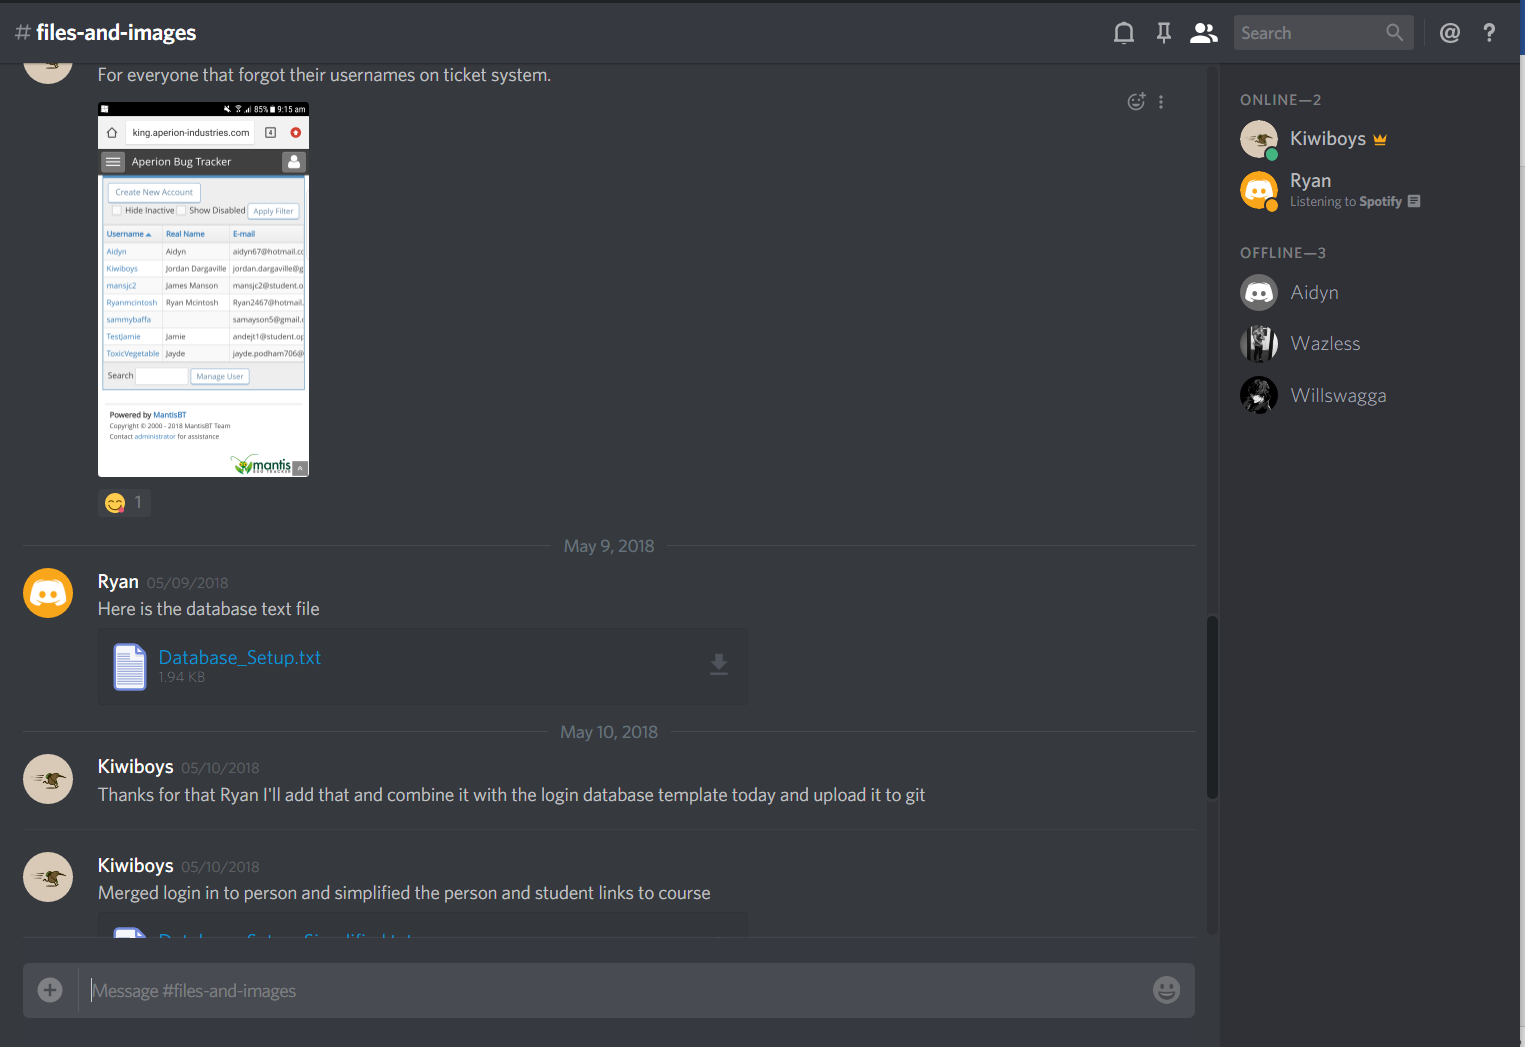 # files-and-images
Search
@ ?
For everyone that forgot their usernames on ticket system.
85% 9:15 am
king.aperion-industries.com 4
Aperion Bug Tracker
Create New Account
Hide Inactive Show Disabled Apply Filter
Username Real Name E-mail
Aidyn Aidyn aidyn67@hotmail.co
Kiwiboys Jordan Dargaville jordan.dargaville@g
mansjc2 James Manson mansjc2@student.o
Ryanmcintosh Ryan Mcintosh Ryan2467@hotmail.
sammybaffa samayson5@gmail.c
TestJamie Jamie andejt1@student.op
ToxicVegetable Jayde jayde.podham706@
Search Manage User
Powered by MantisBT
Copyright © 2000 - 2018 MantisBT Team
Contact administrator for assistance
mantis
BUG TRACKER
1
May 9, 2018
Ryan 05/09/2018
Here is the database text file
Database_Setup.txt
1.94 KB
May 10, 2018
Kiwiboys 05/10/2018
Thanks for that Ryan I'll add that and combine it with the login database template today and upload it to git
Kiwiboys 05/10/2018
Merged login in to person and simplified the person and student links to course
Database_Setup_Simplified.txt
Message #files-and-images
ONLINE—2
Kiwiboys
Ryan
Listening to Spotify
OFFLINE—3
Aidyn
Wazless
Willswagga